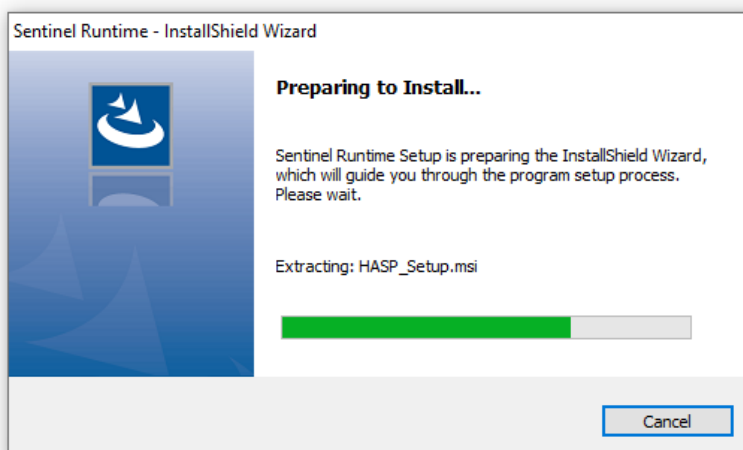 Sentinel Runtime - InstallShield Wizard
Preparing to Install...
Sentinel Runtime Setup is preparing the InstallShield Wizard,
which will guide you through the program setup process.
Please wait.
Extracting: HASP_Setup.msi
Cancel